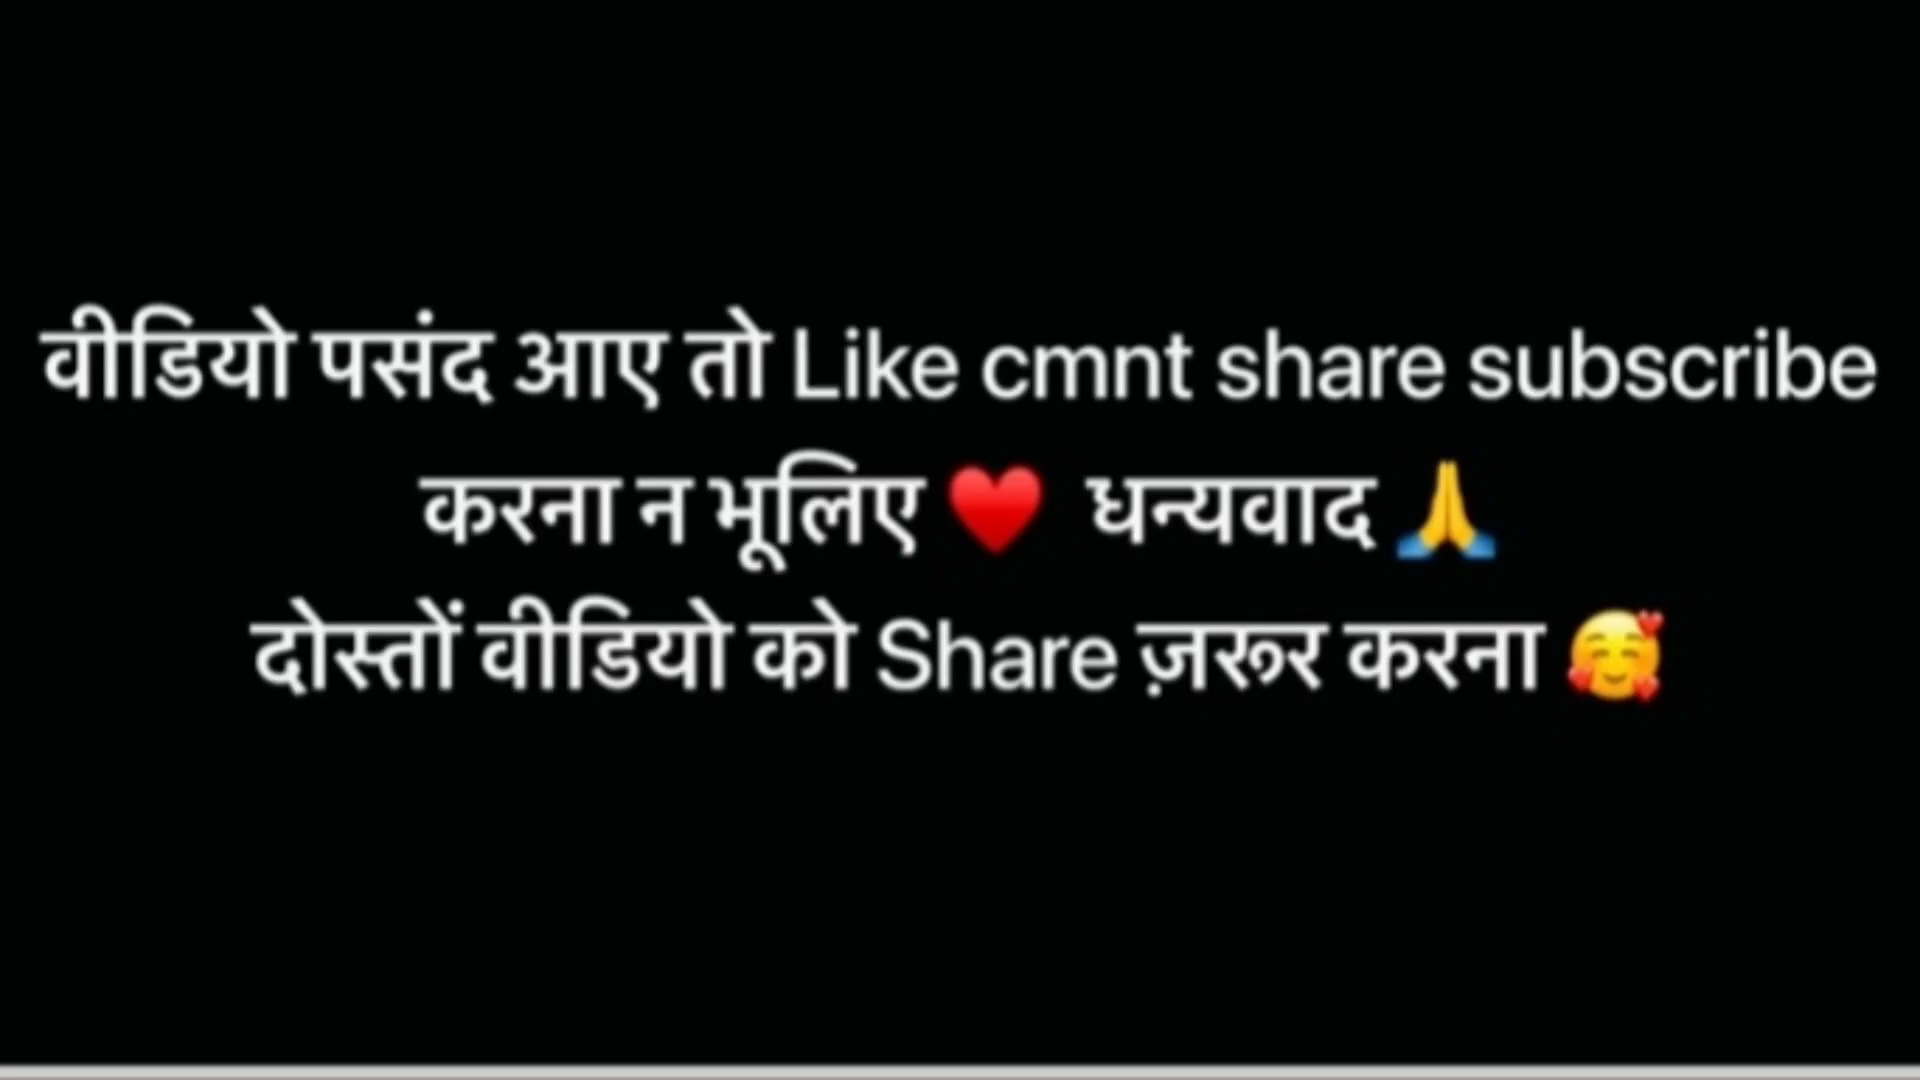 वीडियो पसंद आए तो Like cmnt share subscribe
करना न भूलिए ♥️ धन्यवाद 🙏
दोस्तों वीडियो को Share ज़रूर करना 🥰